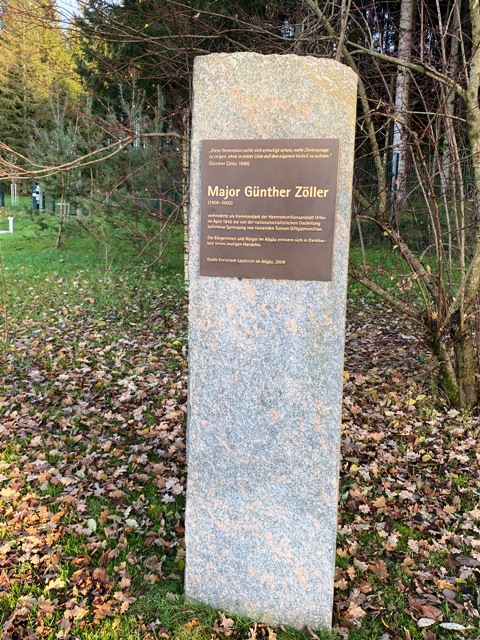 „Diese Generation sollte sich ermutigt sehen, mehr Zivilcourage
zu zeigen, ohne in erster Linie auf den eigenen Vorteil zu achten.“
(Günther Zöller, 1995)
Major Günther Zöller
(1908–2002)
verhinderte als Kommandant der Heeresmunitionsanstalt Urlau
im April 1945 die von der nationalsozialistischen Gauleitung
befohlene Sprengung von tausenden Tonnen Giftgasmunition.
Die Bürgerinnen und Bürger im Allgäu erinnern sich in Dankbar-
keit seines mutigen Handelns.
Große Kreisstadt Leutkirch im Allgäu, 2009